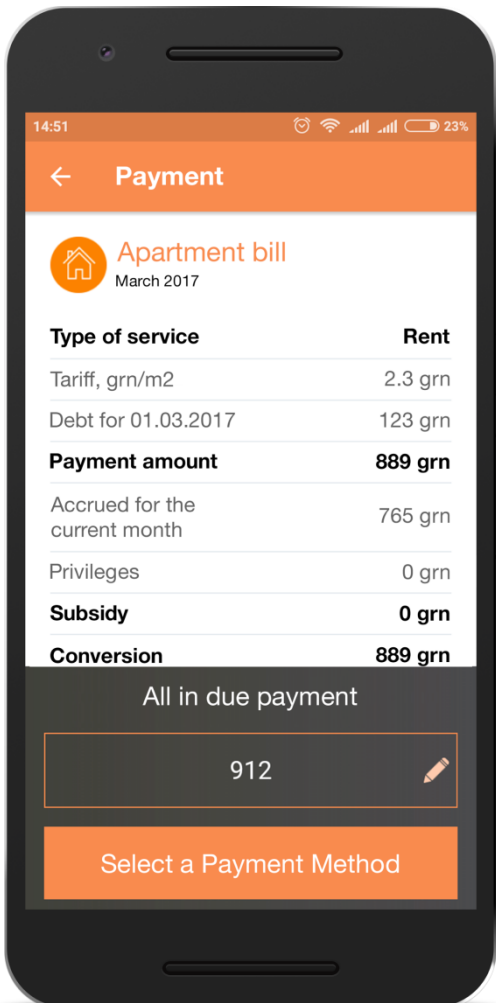 14:51 23%
Payment
Apartment bill
March 2017
Type of service Rent
Tariff, grn/m2 2.3 grn
Debt for 01.03.2017 123 grn
Payment amount 889 grn
Accrued for the
current month 765 grn
Privileges 0 grn
Subsidy 0 grn
Conversion 889 grn
All in due payment
912
Select a Payment Method